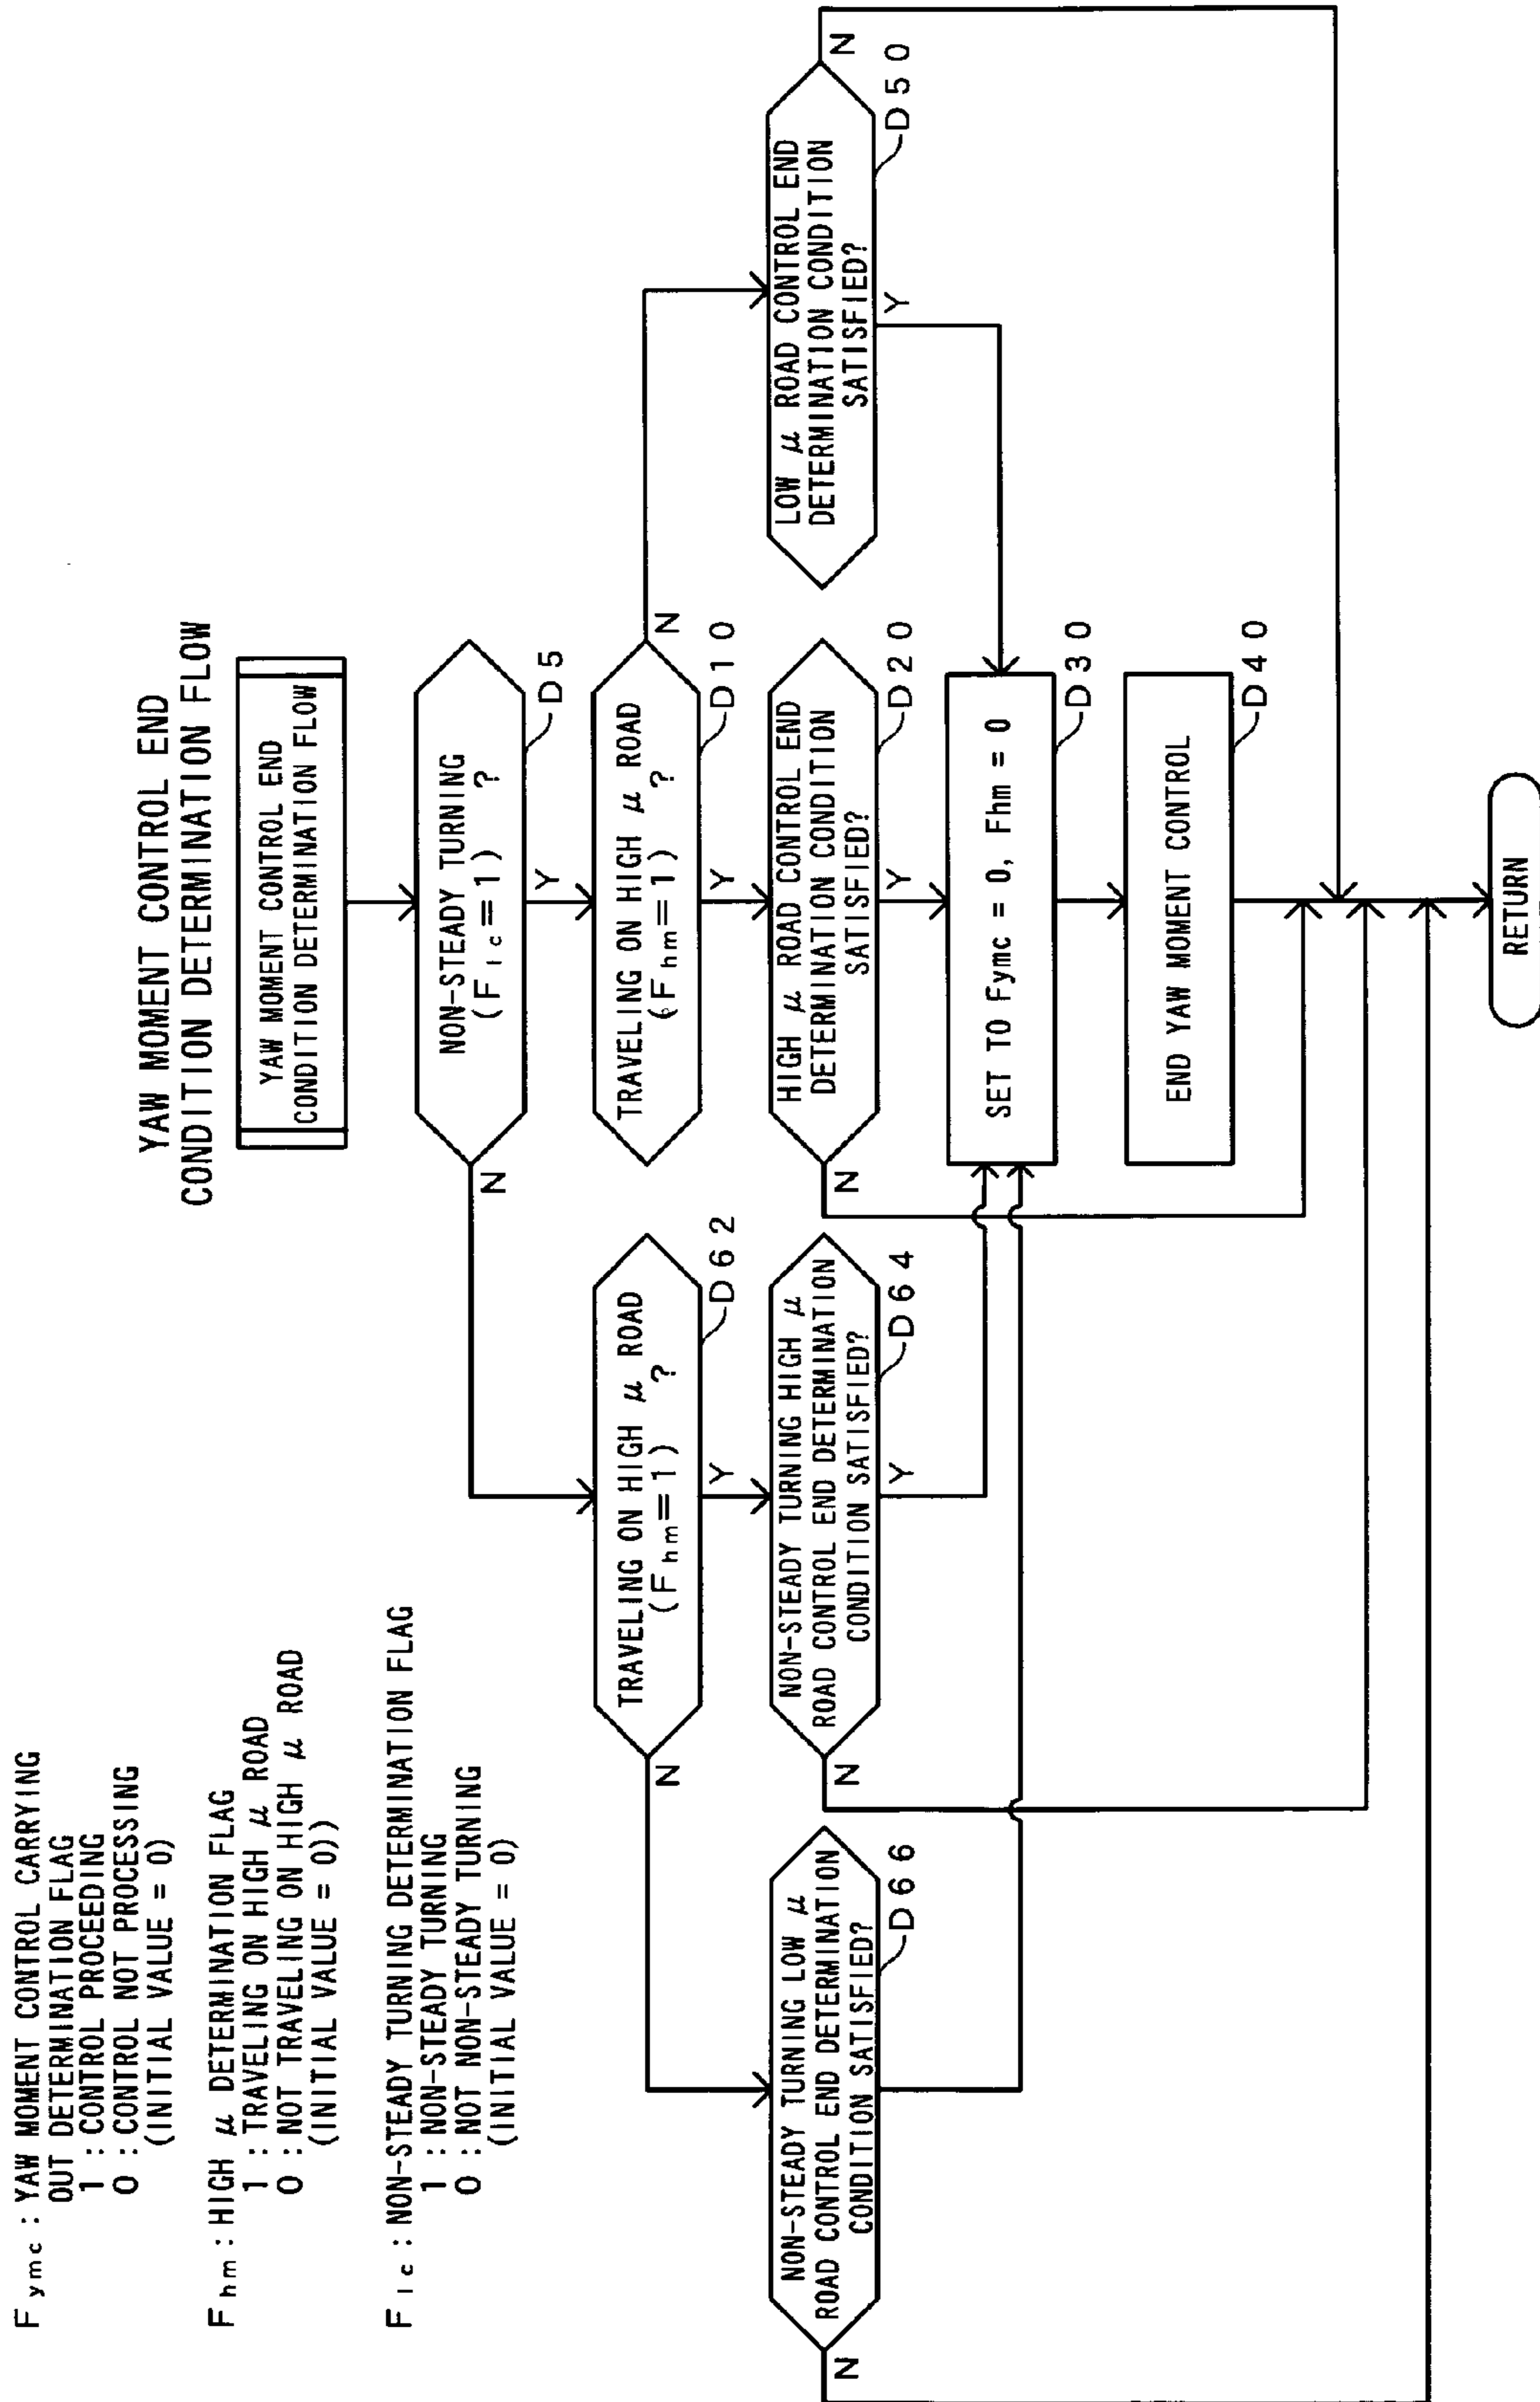 YAW MOMENT CONTROL END
CONDITION DETERMINATION FLOW
Fymc : YAW MOMENT CONTROL CARRYING
OUT DETERMINATION FLAG
1 : CONTROL PROCEEDING
0 : CONTROL NOT PROCESSING
(INITIAL VALUE = 0)
Fhm : HIGH μ DETERMINATION FLAG
1 : TRAVELING ON HIGH μ ROAD
0 : NOT TRAVELING ON HIGH μ ROAD
(INITIAL VALUE = 0))
Flc : NON-STEADY TURNING DETERMINATION FLAG
1 : NON-STEADY TURNING
0 : NOT NON-STEADY TURNING
(INITIAL VALUE = 0)
YAW MOMENT CONTROL END
CONDITION DETERMINATION FLOW
NON-STEADY TURNING
(Flc=1) ?
D5
N
Y
TRAVELING ON HIGH μ ROAD
(Fhm=1) ?
D62
N
Y
TRAVELING ON HIGH μ ROAD
(Fhm=1) ?
D10
N
Y
NON-STEADY TURNING LOW μ
ROAD CONTROL END DETERMINATION
CONDITION SATISFIED?
D66
N
NON-STEADY TURNING HIGH μ
ROAD CONTROL END DETERMINATION
CONDITION SATISFIED?
D64
N
Y
HIGH μ ROAD CONTROL END
DETERMINATION CONDITION
SATISFIED?
D20
N
Y
LOW μ ROAD CONTROL END
DETERMINATION CONDITION
SATISFIED?
D50
N
Y
SET TO Fymc = 0, Fhm = 0
D30
END YAW MOMENT CONTROL
D40
RETURN